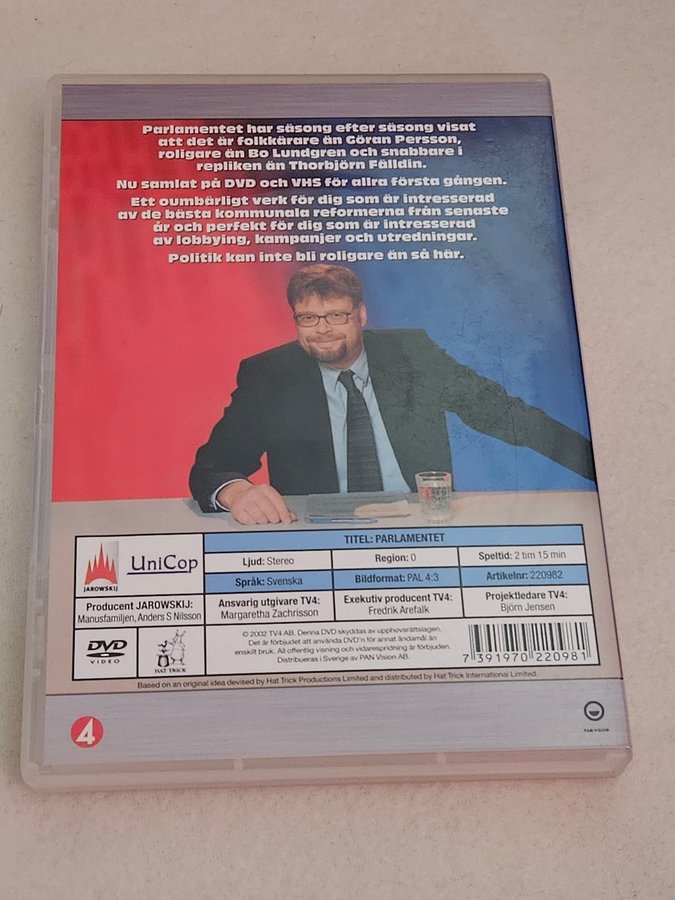 Parlamentet har säsong efter säsong visat
att det är folkkärare än Göran Persson,
roligare än Bo Lundgren och snabbare i
repliken än Thorbjörn Fälldin.
Nu samlat på DVD och VHS för allra första gången.
Ett oumbärligt verk för dig som är intresserad
av de bästa kommunala reformerna från senaste
år och perfekt för dig som är intresserad
av lobbying, kampanjer och utredningar.
Politik kan inte bli roligare än så här.
JAROWSKIJ
UniCop
TITEL: PARLAMENTET
Ljud: Stereo
Region: 0
Speltid: 2 tim 15 min
Språk: Svenska
Bildformat: PAL 4:3
Artikelnr: 220982
Producent JAROWSKIJ:
Manusfamiljen, Anders S Nilsson
Ansvarig utgivare TV4:
Margaretha Zachrisson
Exekutiv producent TV4:
Fredrik Arefalk
Projektledare TV4:
Björn Jensen
DVD
VIDEO
HAT TRICK
© 2002 TV4 AB. Denna DVD skyddas av upphovsrättslagen.
Det är förbjudet att använda DVD'n för annat ändamål än
enskilt bruk. All offentlig visning och vidarespridning är förbjuden.
Distribueras i Sverige av PAN Vision AB.
7 391970 220981
Based on an original idea devised by Hat Trick Productions Limited and distributed by Hat Trick International Limited.
4
PAN VISION